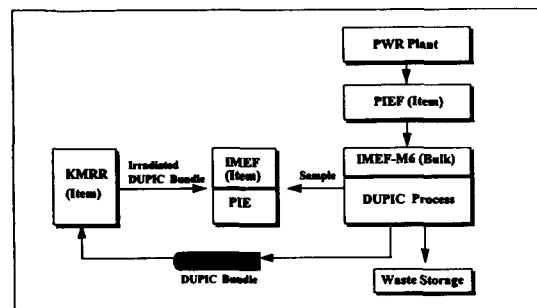 PWR Plant
PIEF (Item)
IMEF-M6 (Bulk)
DUPIC Process
Waste Storage
KMRR
(Item)
Irradiated
DUPIC Bundle
IMEF
(Item)
PIE
Sample
DUPIC Bundle